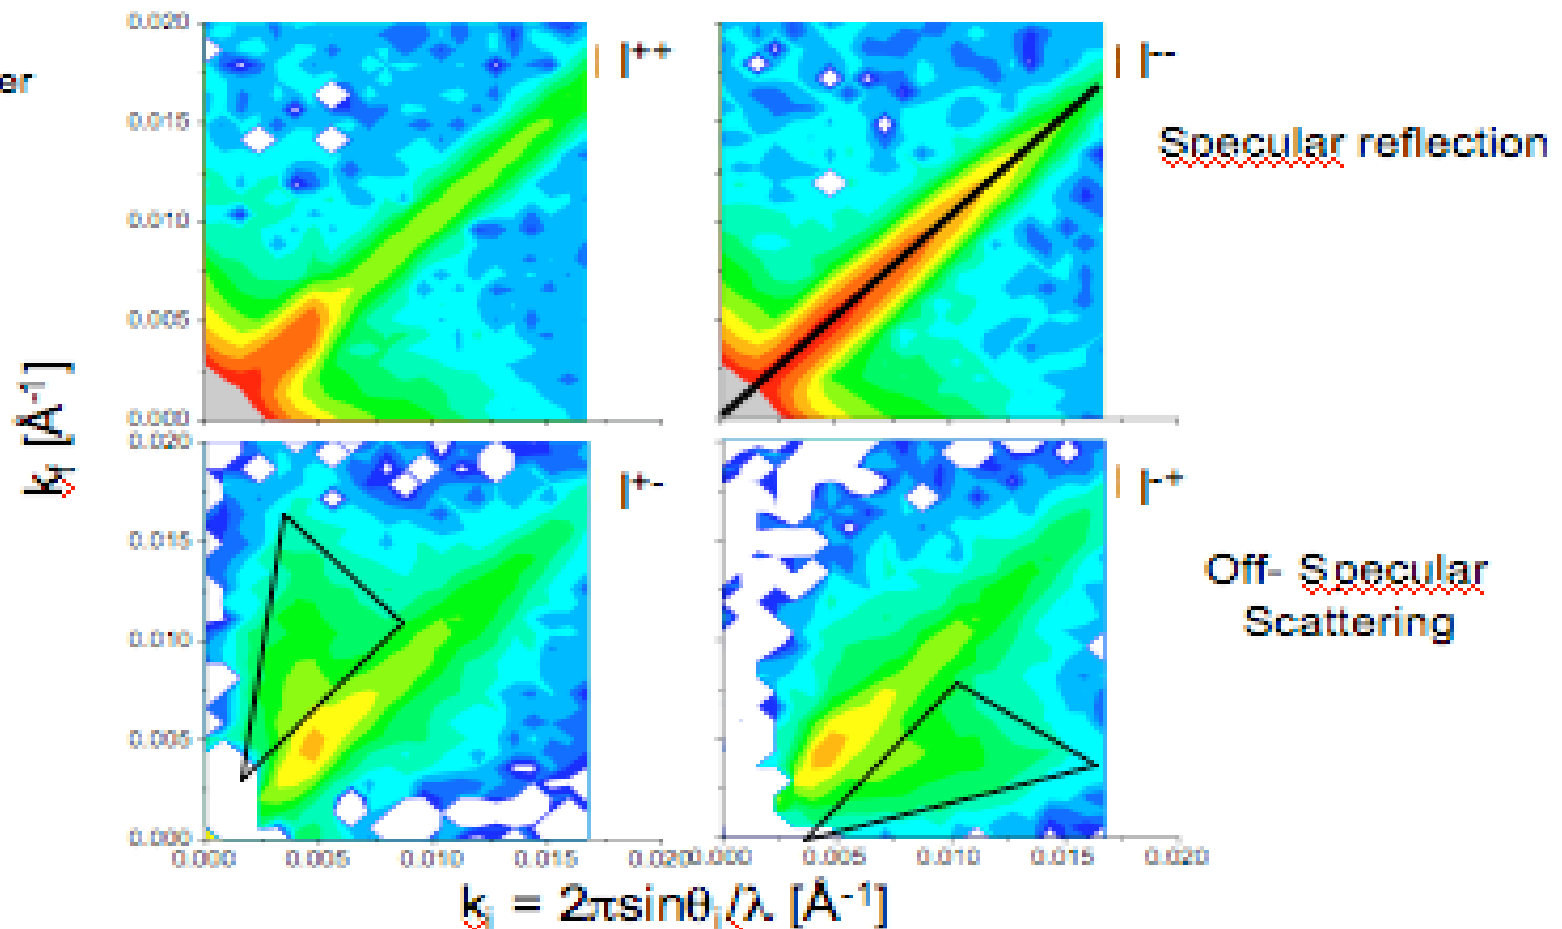 er
0.020
0.015
0.010
0.005
0.000
I++
I--
Specular reflection
kf [Å-1]
0.020
0.015
0.010
0.005
0.000
I+-
I-+
Off- Specular
Scattering
0.000 0.005 0.010 0.015 0.020
0.000 0.005 0.010 0.015 0.020
ki = 2πsinθi/λ [Å-1]